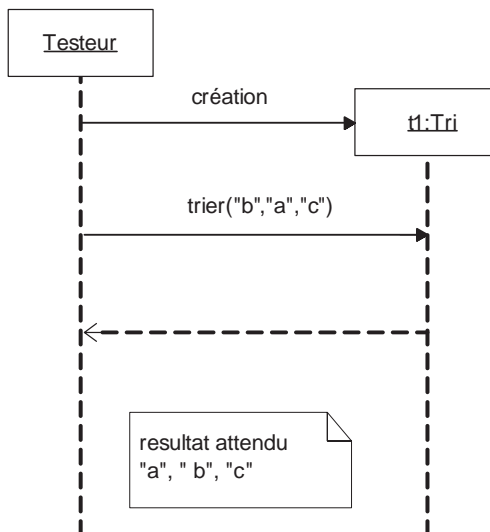 Testeur
création
t1:Tri
trier("b","a","c")
resultat attendu
"a", " b", "c"